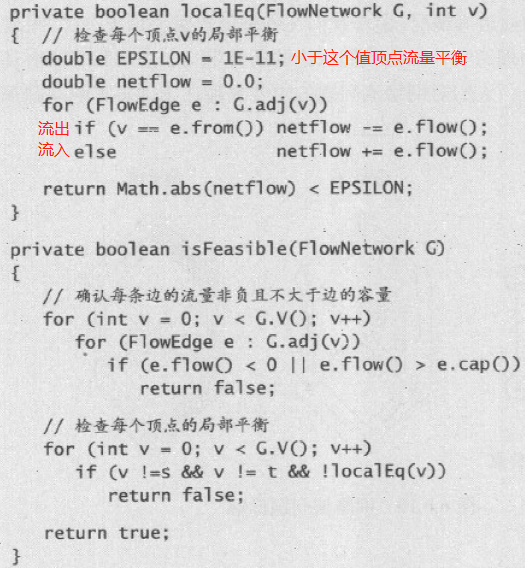 private boolean localEq(FlowNetwork G, int v)
{ // 检查每个顶点v的局部平衡
double EPSILON = 1E-11; 小于这个值顶点流量平衡
double netflow = 0.0;
for (FlowEdge e : G.adj(v))
流出 if (v == e.from()) netflow -= e.flow();
流入 else netflow += e.flow();
return Math.abs(netflow) < EPSILON;
}
private boolean isFeasible(FlowNetwork G)
{
// 确认每条边的流量非负且不大于边的容量
for (int v = 0; v < G.V(); v++)
for (FlowEdge e : G.adj(v))
if (e.flow() < 0 || e.flow() > e.cap())
return false;
// 检查每个顶点的局部平衡
for (int v = 0; v < G.V(); v++)
if (v !=s && v != t && !localEq(v))
return false;
return true;
}